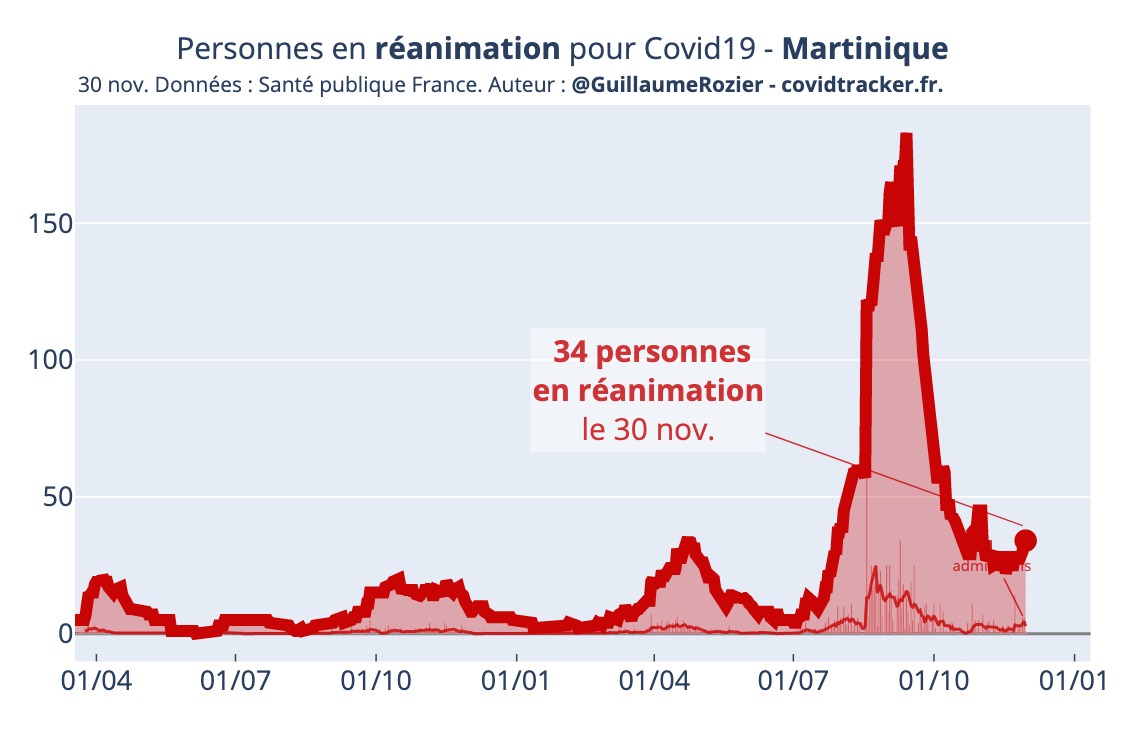 Personnes en réanimation pour Covid19 - Martinique
30 nov. Données : Santé publique France. Auteur : @GuillaumeRozier - covidtracker.fr.
150
100
50
0
34 personnes
en réanimation
le 30 nov.
01/04
01/07
01/10
01/01
01/04
01/07
01/10
01/01